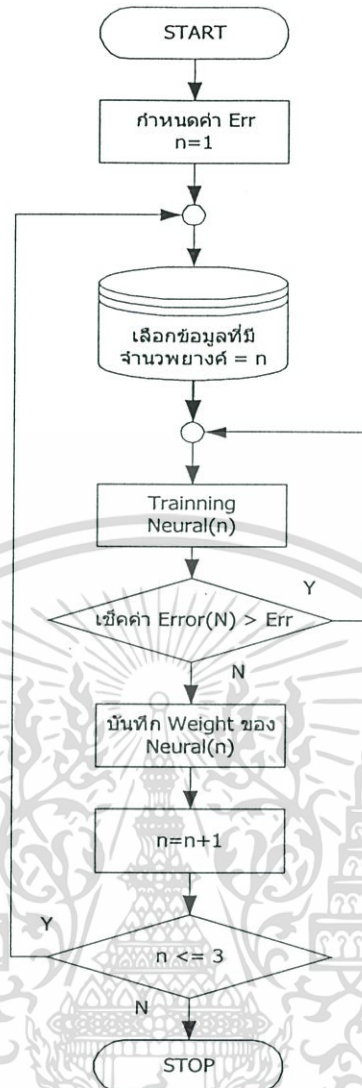 START
กำหนดค่า Err
n=1
เลือกข้อมูลที่มี
จำนวพยางค์ = n
Trainning
Neural(n)
เช็คค่า Error(N) > Err
Y
N
บันทึก Weight ของ
Neural(n)
n=n+1
Y
n <= 3
N
STOP